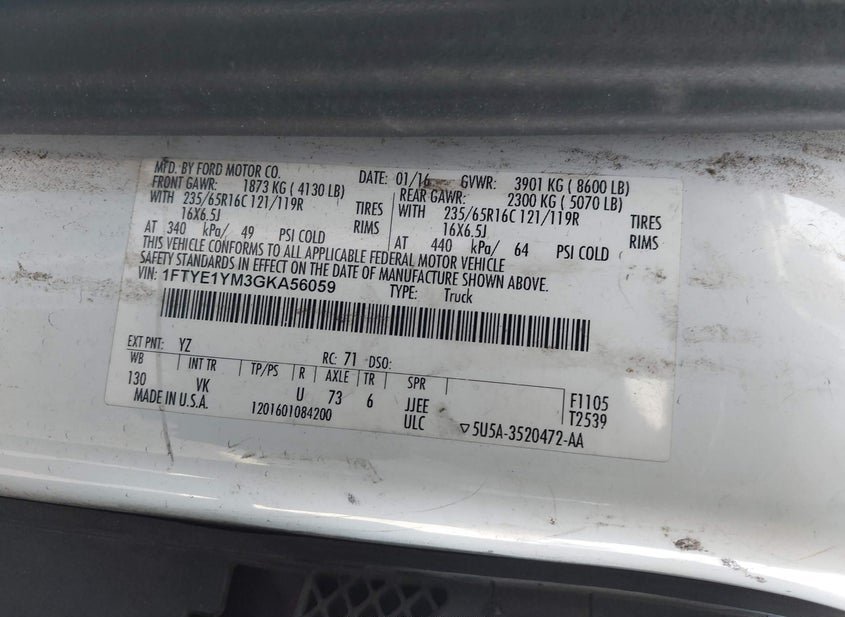 MFD. BY FORD MOTOR CO. DATE: 01/16 GVWR: 3901 KG ( 8600 LB)
FRONT GAWR: 1873 KG ( 4130 LB) REAR GAWR: 2300 KG ( 5070 LB)
WITH 235/65R16C 121/119R TIRES WITH 235/65R16C 121/119R TIRES
16X6.5J RIMS 16X6.5J RIMS
AT 340 kPa/ 49 PSI COLD AT 440 kPa/ 64 PSI COLD
THIS VEHICLE CONFORMS TO ALL APPLICABLE FEDERAL MOTOR VEHICLE
SAFETY STANDARDS IN EFFECT ON THE DATE OF MANUFACTURE SHOWN ABOVE.
VIN: 1FTYE1YM3GKA56059 TYPE: Truck
EXT PNT: YZ RC: 71 DSO:
WB INT TR TP/PS R AXLE TR SPR
130 VK U 73 6 JJEE F1105
MADE IN U.S.A. 1201601084200 ULC ▽5U5A-3520472-AA T2539